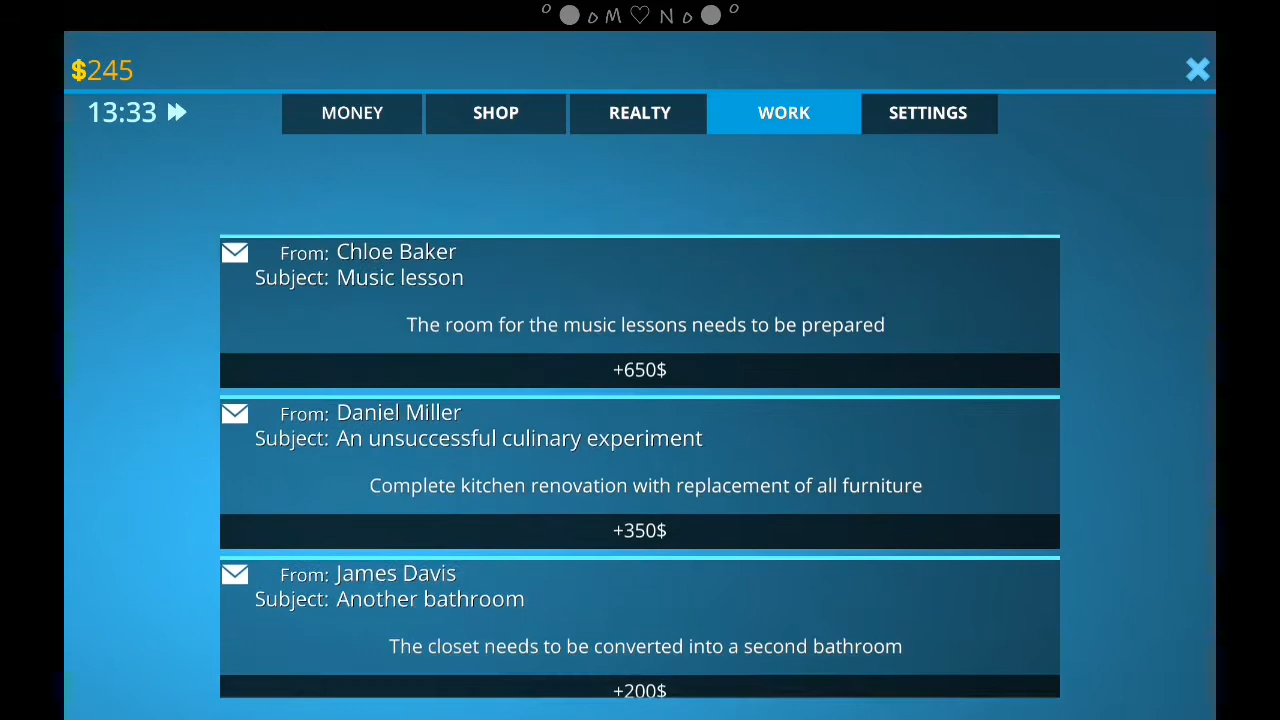 ° ● o M ♡ N o ● °
$245
13:33
MONEY
SHOP
REALTY
WORK
SETTINGS
From: Chloe Baker
Subject: Music lesson
The room for the music lessons needs to be prepared
+650$
From: Daniel Miller
Subject: An unsuccessful culinary experiment
Complete kitchen renovation with replacement of all furniture
+350$
From: James Davis
Subject: Another bathroom
The closet needs to be converted into a second bathroom
+200$